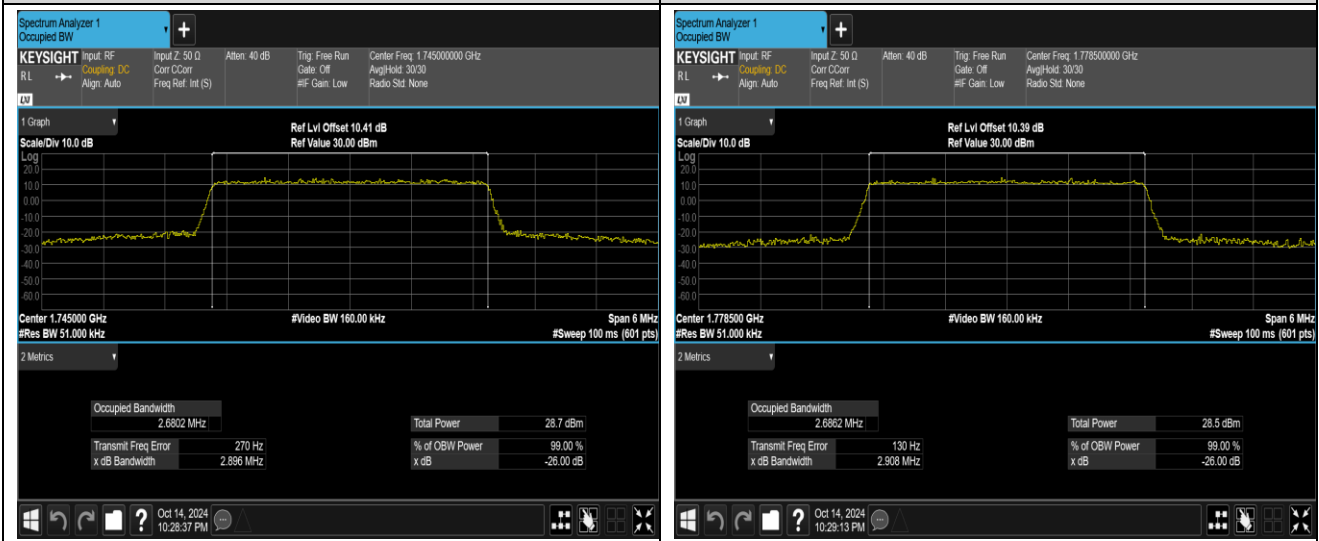 Spectrum Analyzer 1
Occupied BW
+
KEYSIGHT
RL
LXI
Input: RF
Coupling: DC
Align: Auto
Input Z: 50 Ω
Corr CCorr
Freq Ref: Int (S)
Atten: 40 dB
Trig: Free Run
Gate: Off
#IF Gain: Low
Center Freq: 1.745000000 GHz
Avg|Hold: 30/30
Radio Std: None
1 Graph
Scale/Div 10.0 dB
Ref Lvl Offset 10.41 dB
Ref Value 30.00 dBm
Log
20.0
10.0
0.00
-10.0
-20.0
-30.0
-40.0
-50.0
-60.0
Center 1.745000 GHz
#Res BW 51.000 kHz
#Video BW 160.00 kHz
Span 6 MHz
#Sweep 100 ms (601 pts)
2 Metrics
Occupied Bandwidth
2.6802 MHz
Transmit Freq Error 270 Hz
x dB Bandwidth 2.896 MHz
Total Power 28.7 dBm
% of OBW Power 99.00 %
x dB -26.00 dB
?
Oct 14, 2024
10:28:37 PM
Spectrum Analyzer 1
Occupied BW
+
KEYSIGHT
RL
LXI
Input: RF
Coupling: DC
Align: Auto
Input Z: 50 Ω
Corr CCorr
Freq Ref: Int (S)
Atten: 40 dB
Trig: Free Run
Gate: Off
#IF Gain: Low
Center Freq: 1.778500000 GHz
Avg|Hold: 30/30
Radio Std: None
1 Graph
Scale/Div 10.0 dB
Ref Lvl Offset 10.39 dB
Ref Value 30.00 dBm
Log
20.0
10.0
0.00
-10.0
-20.0
-30.0
-40.0
-50.0
-60.0
Center 1.778500 GHz
#Res BW 51.000 kHz
#Video BW 160.00 kHz
Span 6 MHz
#Sweep 100 ms (601 pts)
2 Metrics
Occupied Bandwidth
2.6862 MHz
Transmit Freq Error 130 Hz
x dB Bandwidth 2.908 MHz
Total Power 28.5 dBm
% of OBW Power 99.00 %
x dB -26.00 dB
?
Oct 14, 2024
10:29:13 PM